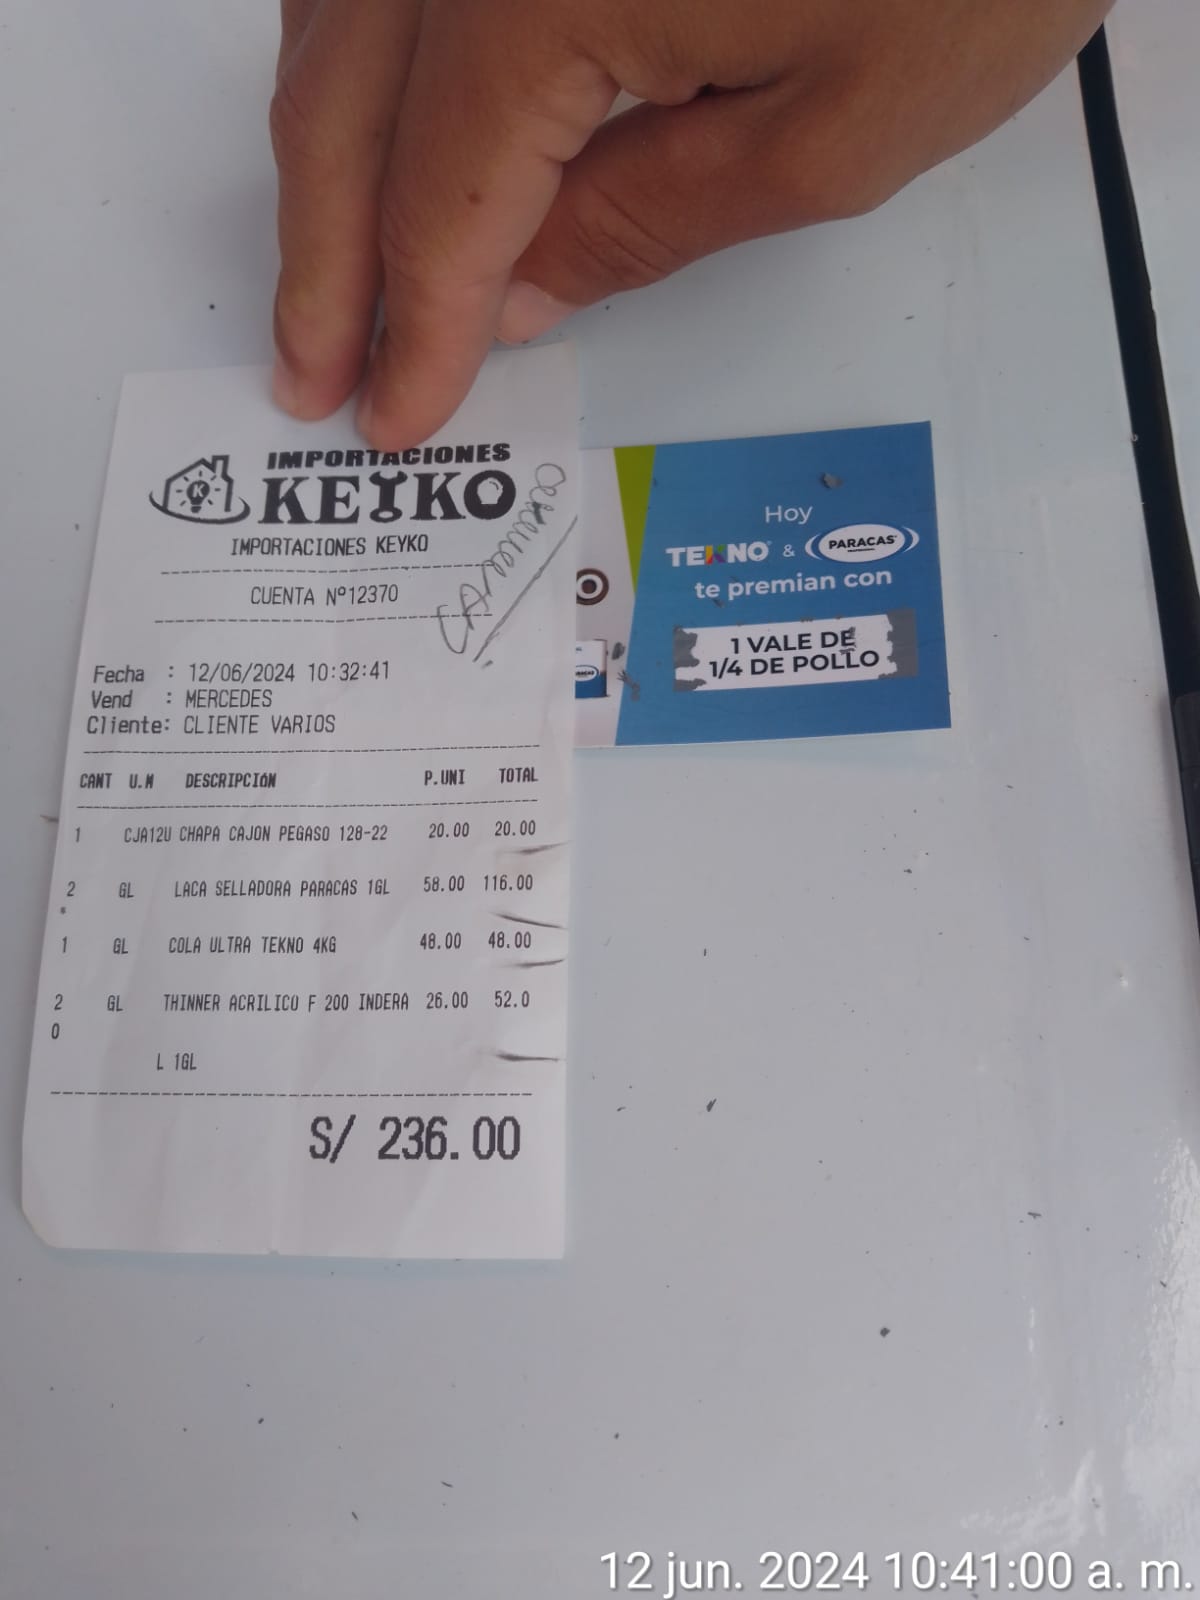 IMPORTACIONES
KEYKO
IMPORTACIONES KEYKO
CUENTA Nº12370
Fecha : 12/06/2024 10:32:41
Vend : MERCEDES
Cliente: CLIENTE VARIOS
CANT U.M DESCRIPCIóN P.UNI TOTAL
1 CJA12U CHAPA CAJON PEGASO 128-22 20.00 20.00
2 GL LACA SELLADORA PARACAS 1GL 58.00 116.00
1 GL COLA ULTRA TEKNO 4KG 48.00 48.00
2 GL THINNER ACRILICO F 200 INDERA 26.00 52.0
0
L 1GL
S/ 236.00
Hoy
TEKNO & PARACAS
te premian con
1 VALE DE
1/4 DE POLLO
12 jun. 2024 10:41:00 a. m.